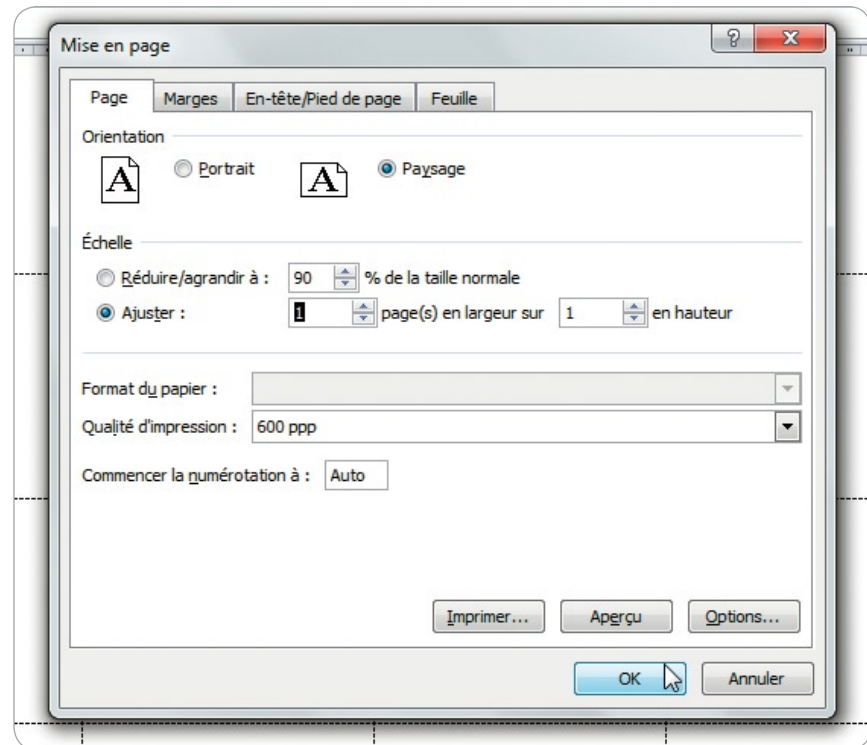 Mise en page
Page Marges En-tête/Pied de page Feuille
Orientation
A Portrait A Paysage
Échelle
Réduire/agrandir à : 90 % de la taille normale
Ajuster : 1 page(s) en largeur sur 1 en hauteur
Format du papier :
Qualité d'impression : 600 ppp
Commencer la numérotation à : Auto
Imprimer... Aperçu Options...
OK Annuler